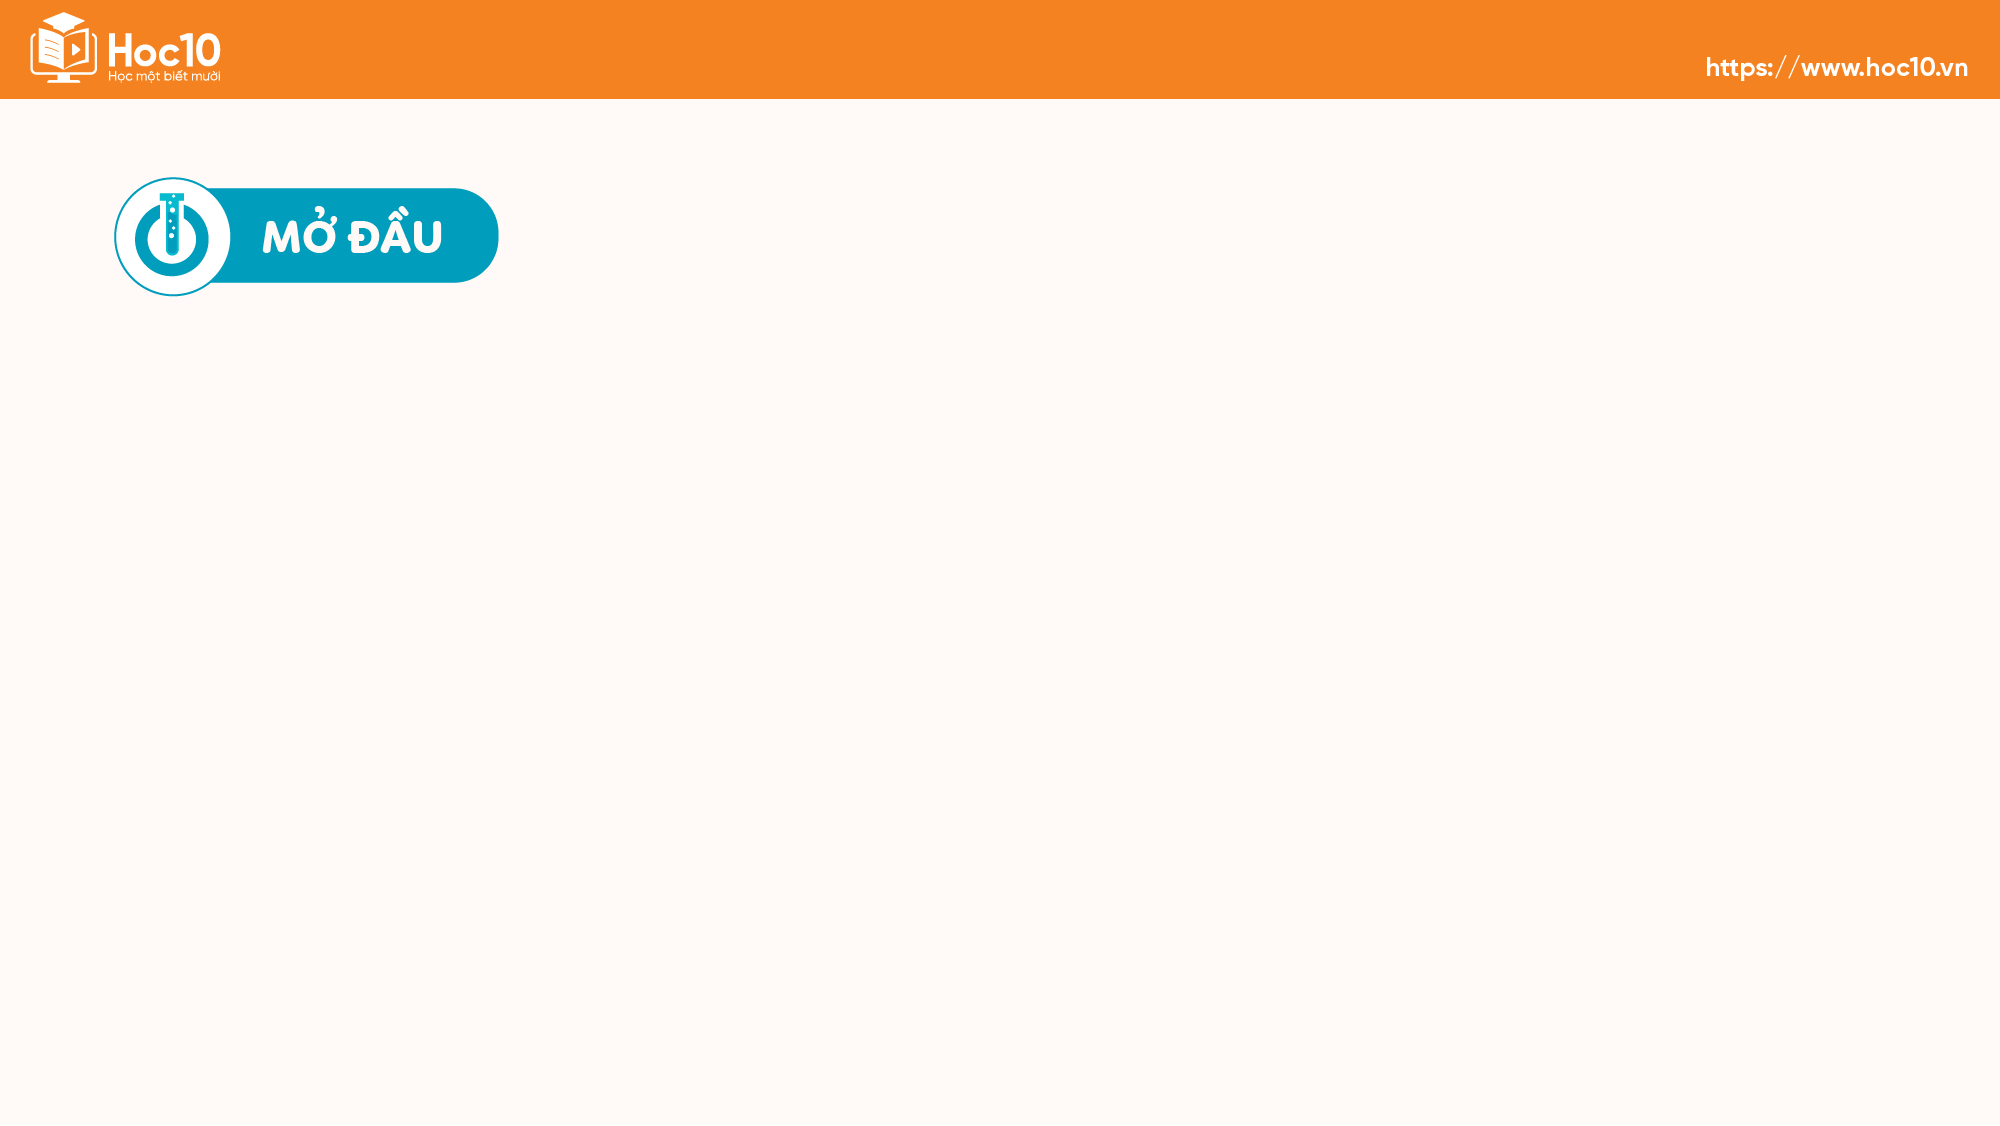 Hoc10
Học một biết mười
https://www.hoc10.vn
MỞ ĐẦU